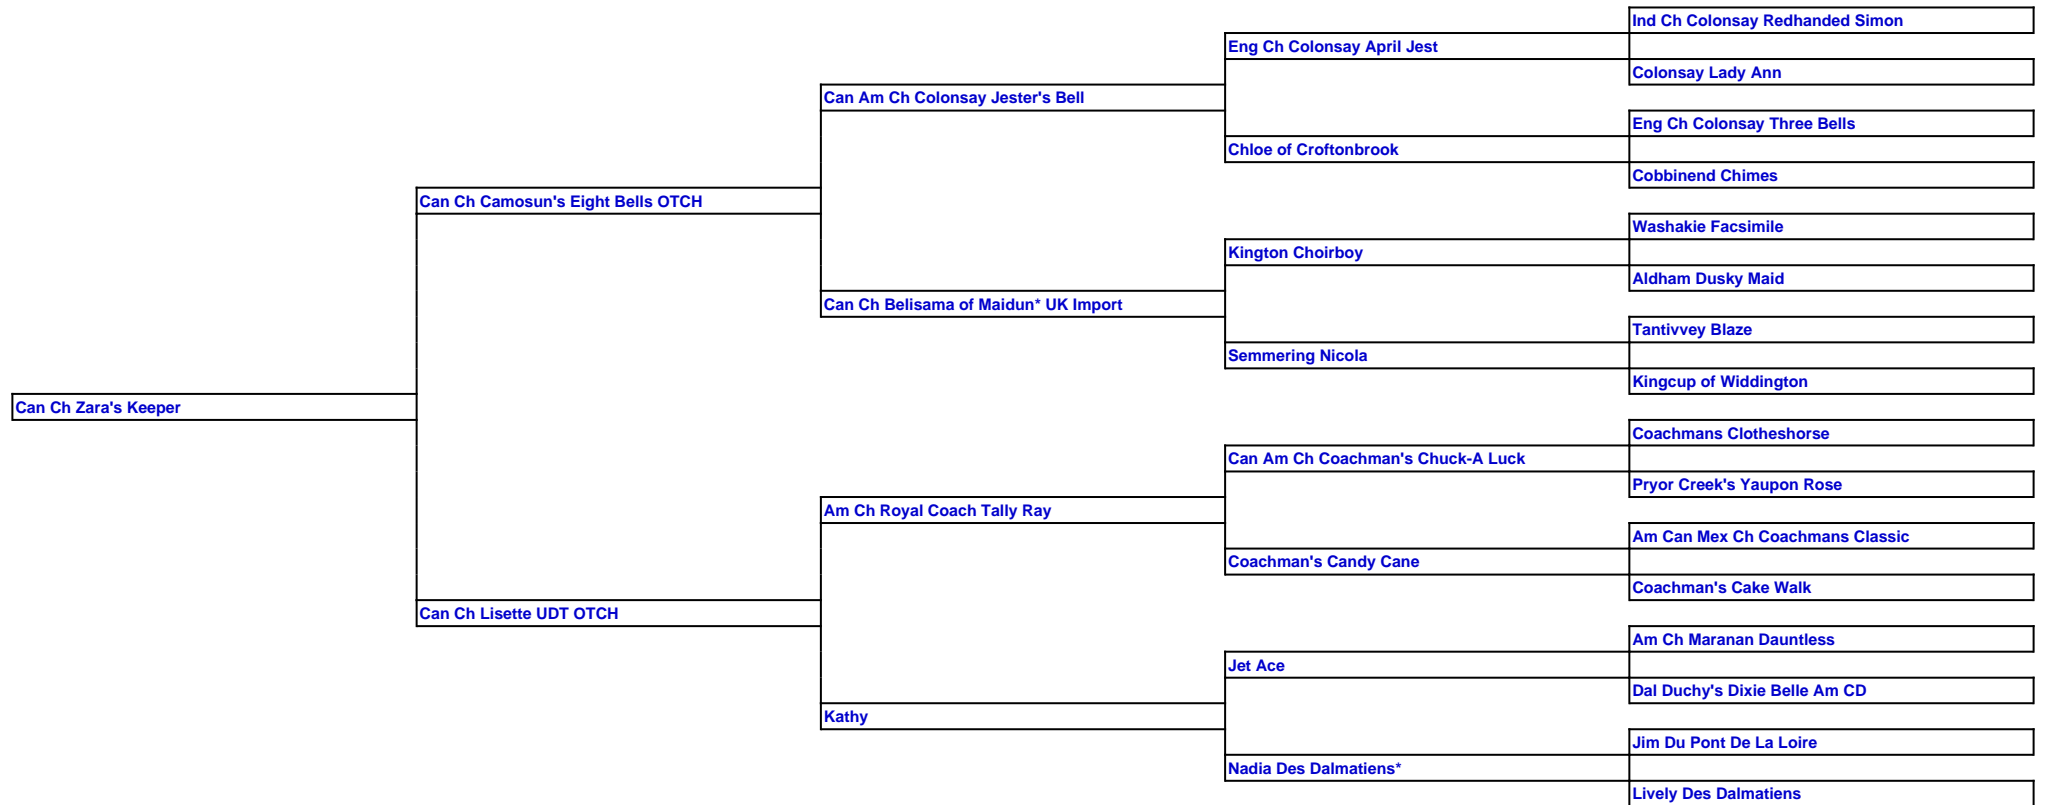 Ind Ch Colonsay Redhanded Simon
Eng Ch Colonsay April Jest
Colonsay Lady Ann
Can Am Ch Colonsay Jester's Bell
Eng Ch Colonsay Three Bells
Chloe of Croftonbrook
Cobbinend Chimes
Can Ch Camosun's Eight Bells OTCH
Washakie Facsimile
Kington Choirboy
Aldham Dusky Maid
Can Ch Belisama of Maidun* UK Import
Tantivvey Blaze
Semmering Nicola
Kingcup of Widdington
Can Ch Zara's Keeper
Coachmans Clotheshorse
Can Am Ch Coachman's Chuck-A Luck
Pryor Creek's Yaupon Rose
Am Ch Royal Coach Tally Ray
Am Can Mex Ch Coachmans Classic
Coachman's Candy Cane
Coachman's Cake Walk
Can Ch Lisette UDT OTCH
Am Ch Maranan Dauntless
Jet Ace
Dal Duchy's Dixie Belle Am CD
Kathy
Jim Du Pont De La Loire
Nadia Des Dalmatiens*
Lively Des Dalmatiens